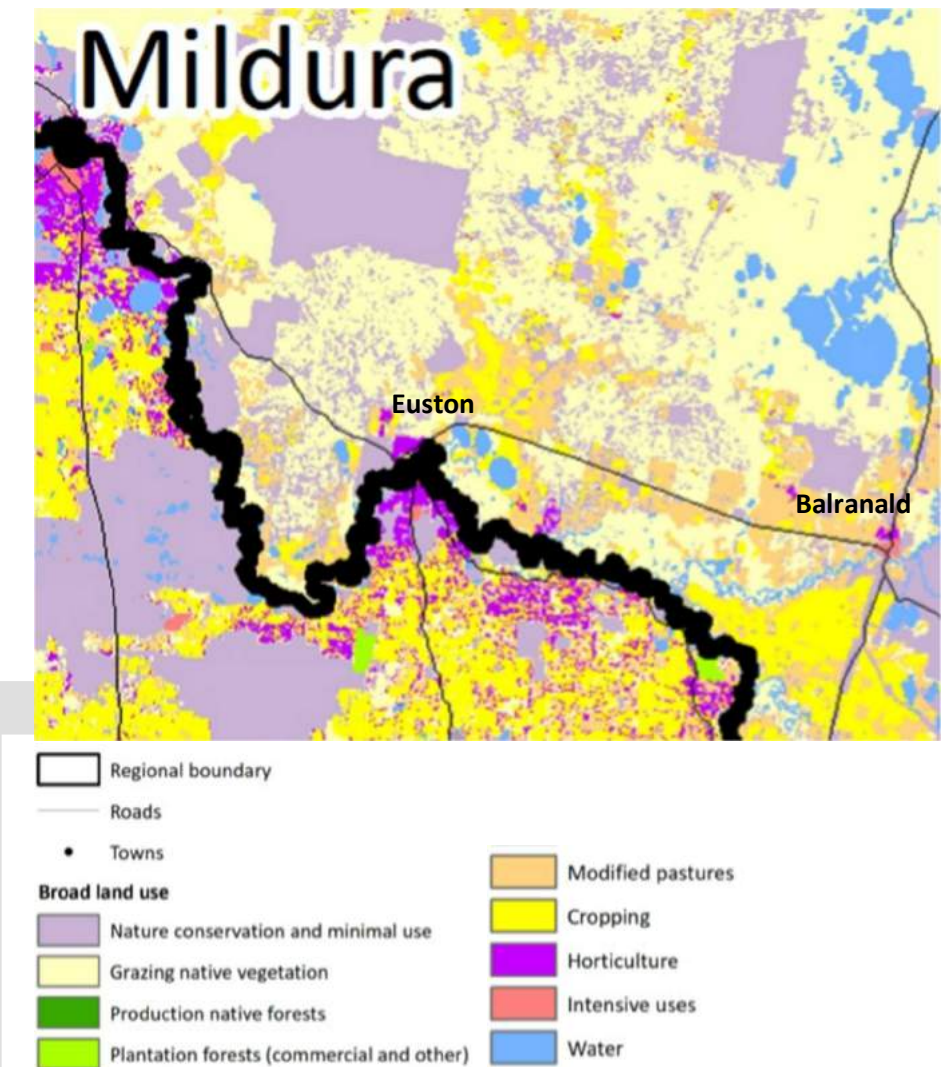 Mildura
Euston
Balranald
Regional boundary
Roads
Towns
Broad land use
Nature conservation and minimal use
Grazing native vegetation
Production native forests
Plantation forests (commercial and other)
Modified pastures
Cropping
Horticulture
Intensive uses
Water